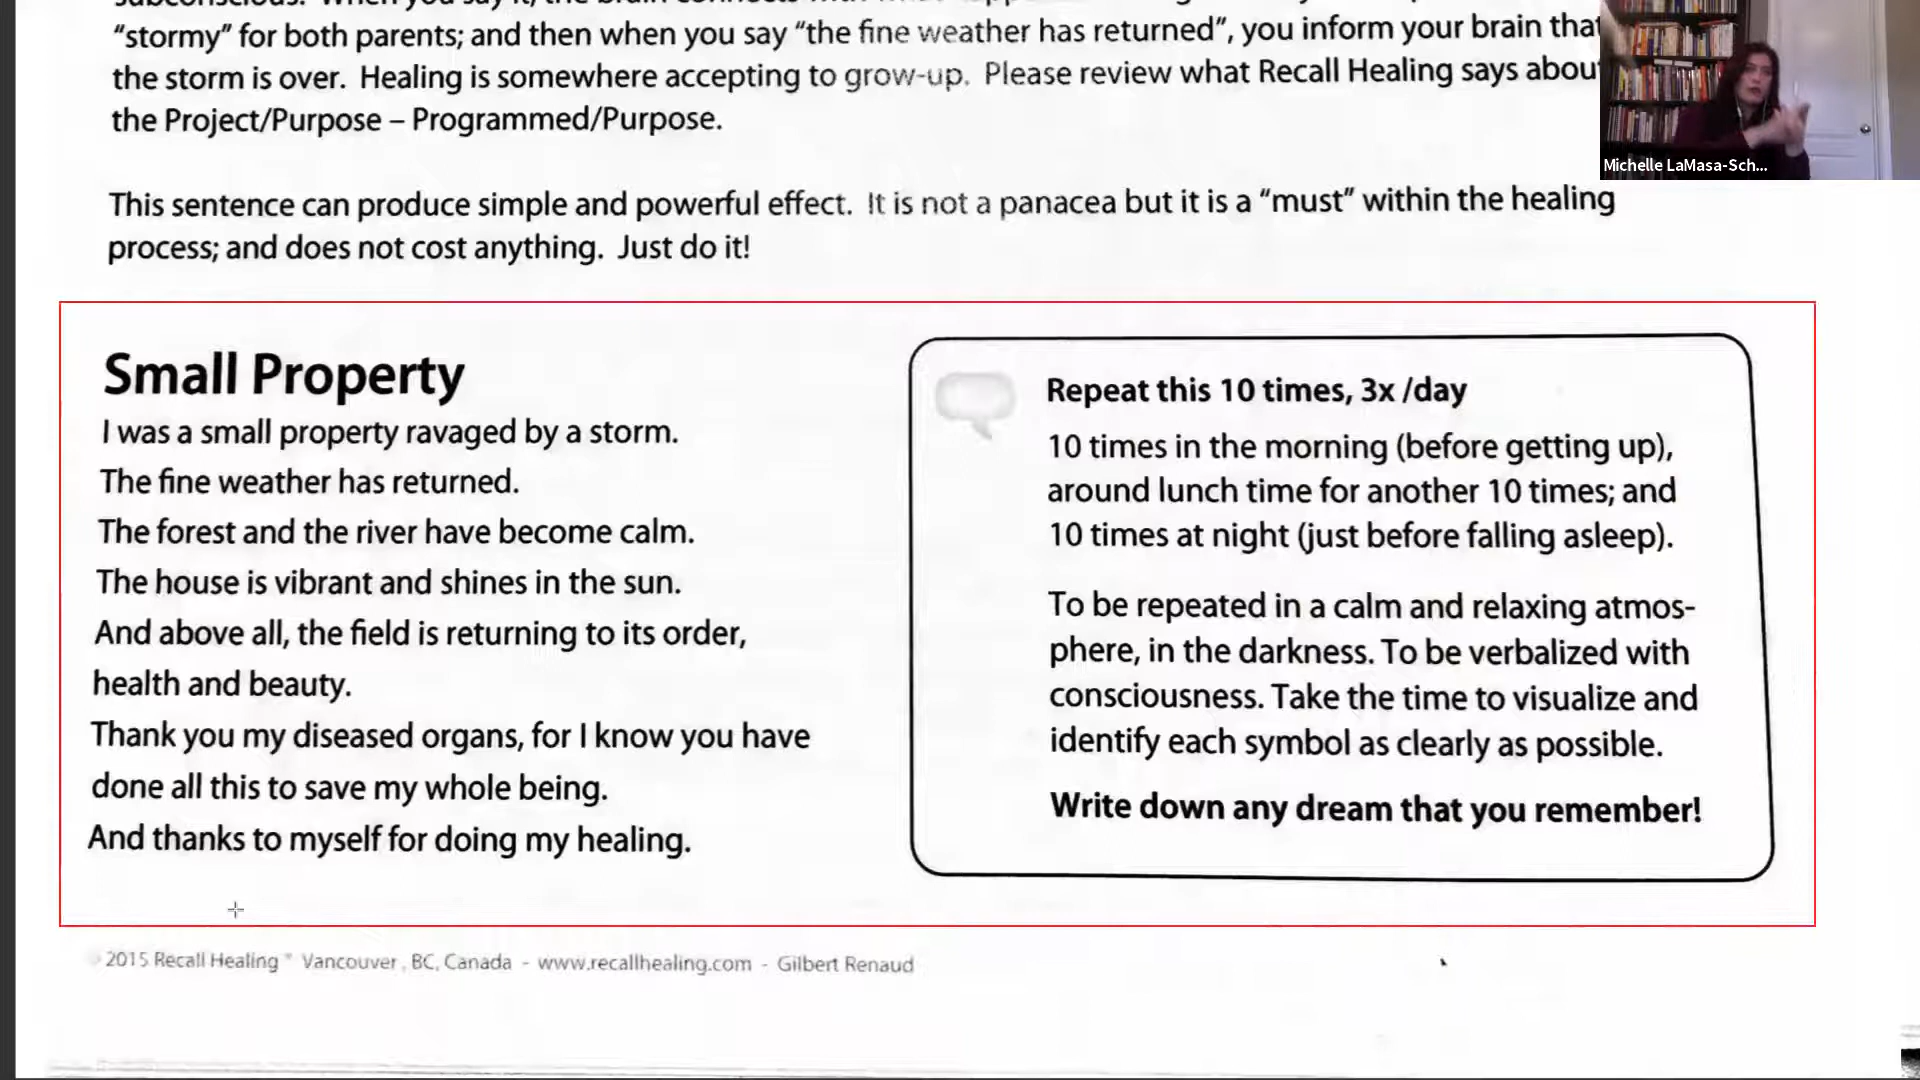 "stormy" for both parents; and then when you say "the fine weather has returned", you inform your brain that
the storm is over. Healing is somewhere accepting to grow-up. Please review what Recall Healing says about
the Project/Purpose – Programmed/Purpose.
This sentence can produce simple and powerful effect. It is not a panacea but it is a "must" within the healing
process; and does not cost anything. Just do it!
Small Property
I was a small property ravaged by a storm.
The fine weather has returned.
The forest and the river have become calm.
The house is vibrant and shines in the sun.
And above all, the field is returning to its order,
health and beauty.
Thank you my diseased organs, for I know you have
done all this to save my whole being.
And thanks to myself for doing my healing.
Repeat this 10 times, 3x /day
10 times in the morning (before getting up),
around lunch time for another 10 times; and
10 times at night (just before falling asleep).
To be repeated in a calm and relaxing atmos-
phere, in the darkness. To be verbalized with
consciousness. Take the time to visualize and
identify each symbol as clearly as possible.
Write down any dream that you remember!
© 2015 Recall Healing ® Vancouver , BC, Canada - www.recallhealing.com - Gilbert Renaud
Michelle LaMasa-Sch...